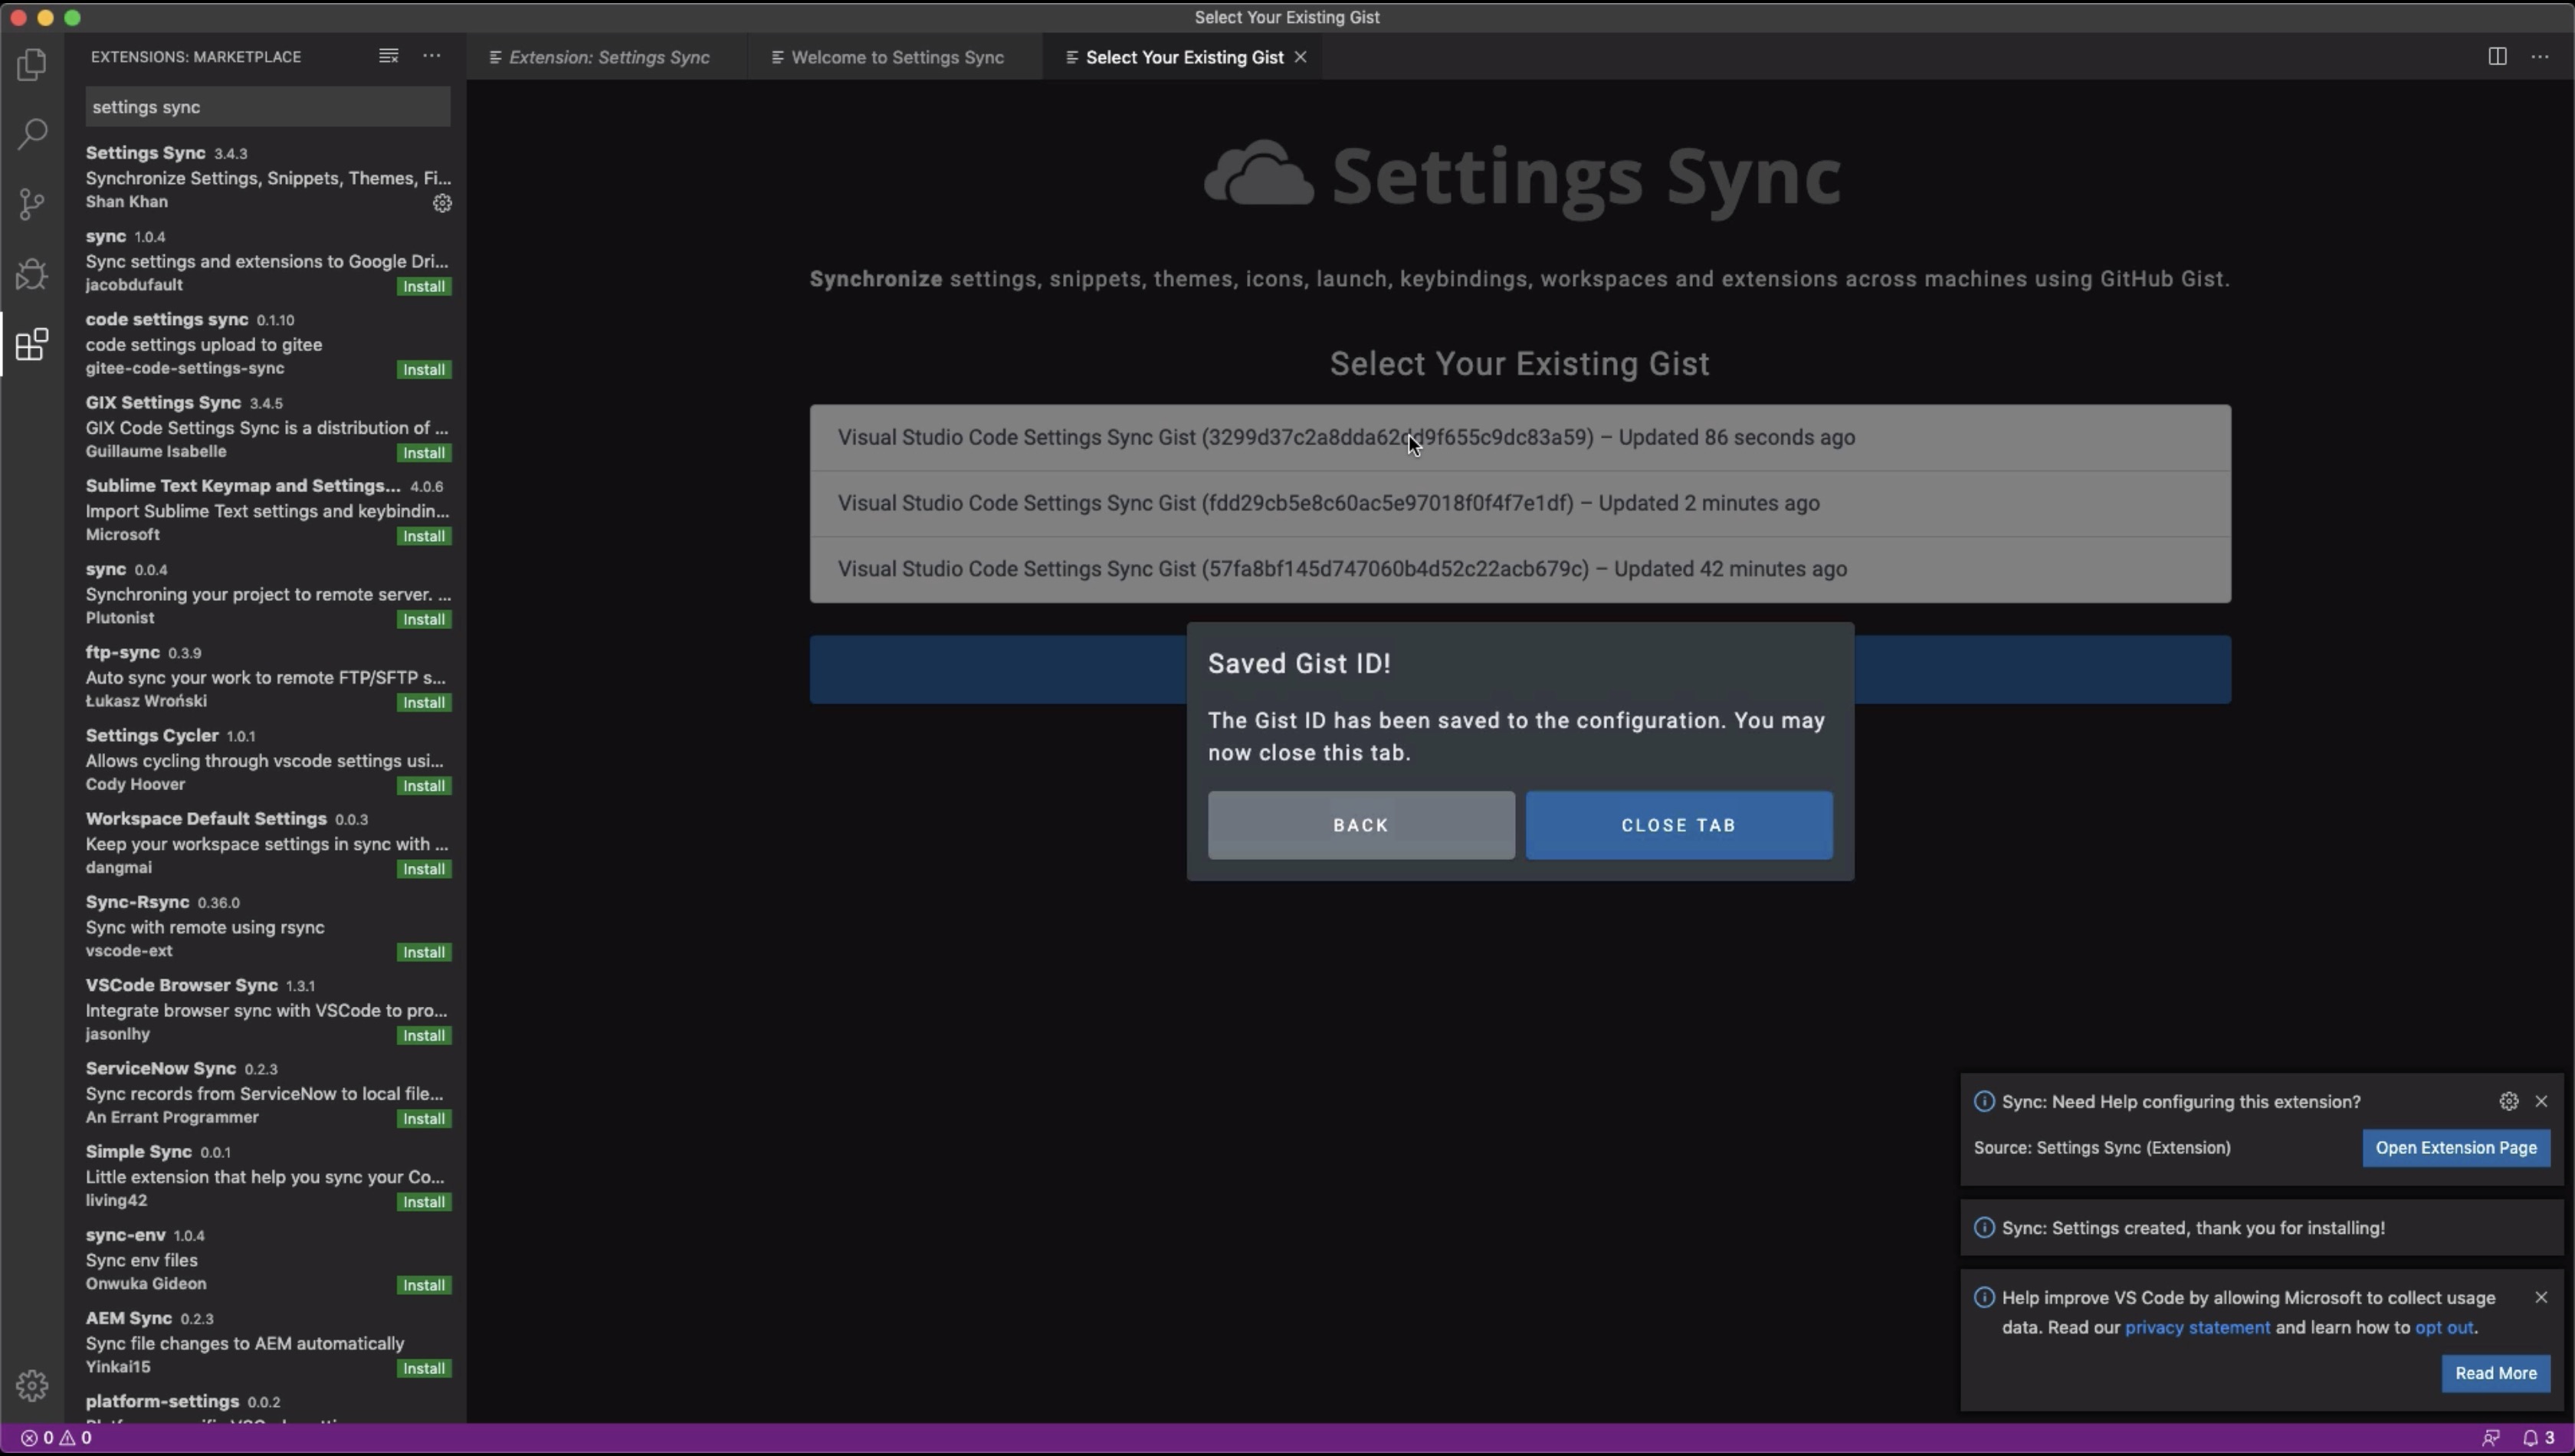 Select Your Existing Gist
EXTENSIONS: MARKETPLACE
Extension: Settings Sync
Welcome to Settings Sync
Select Your Existing Gist
settings sync
Settings Sync 3.4.3
Synchronize Settings, Snippets, Themes, Fi...
Shan Khan
sync 1.0.4
Sync settings and extensions to Google Dri...
jacobdufault Install
code settings sync 0.1.10
code settings upload to gitee
gitee-code-settings-sync Install
GIX Settings Sync 3.4.5
GIX Code Settings Sync is a distribution of ...
Guillaume Isabelle Install
Sublime Text Keymap and Settings... 4.0.6
Import Sublime Text settings and keybindin...
Microsoft Install
sync 0.0.4
Synchroning your project to remote server. ...
Plutonist Install
ftp-sync 0.3.9
Auto sync your work to remote FTP/SFTP s...
Łukasz Wroński Install
Settings Cycler 1.0.1
Allows cycling through vscode settings usi...
Cody Hoover Install
Workspace Default Settings 0.0.3
Keep your workspace settings in sync with ...
dangmai Install
Sync-Rsync 0.36.0
Sync with remote using rsync
vscode-ext Install
VSCode Browser Sync 1.3.1
Integrate browser sync with VSCode to pro...
jasonlhy Install
ServiceNow Sync 0.2.3
Sync records from ServiceNow to local file...
An Errant Programmer Install
Simple Sync 0.0.1
Little extension that help you sync your Co...
living42 Install
sync-env 1.0.4
Sync env files
Onwuka Gideon Install
AEM Sync 0.2.3
Sync file changes to AEM automatically
Yinkai15 Install
platform-settings 0.0.2
Settings Sync
Synchronize settings, snippets, themes, icons, launch, keybindings, workspaces and extensions across machines using GitHub Gist.
Select Your Existing Gist
Visual Studio Code Settings Sync Gist (3299d37c2a8dda62dd9f655c9dc83a59) – Updated 86 seconds ago
Visual Studio Code Settings Sync Gist (fdd29cb5e8c60ac5e97018f0f4f7e1df) – Updated 2 minutes ago
Visual Studio Code Settings Sync Gist (57fa8bf145d747060b4d52c22acb679c) – Updated 42 minutes ago
Saved Gist ID!
The Gist ID has been saved to the configuration. You may
now close this tab.
BACK CLOSE TAB
Sync: Need Help configuring this extension?
Source: Settings Sync (Extension) Open Extension Page
Sync: Settings created, thank you for installing!
Help improve VS Code by allowing Microsoft to collect usage
data. Read our privacy statement and learn how to opt out.
Read More
0 0
3